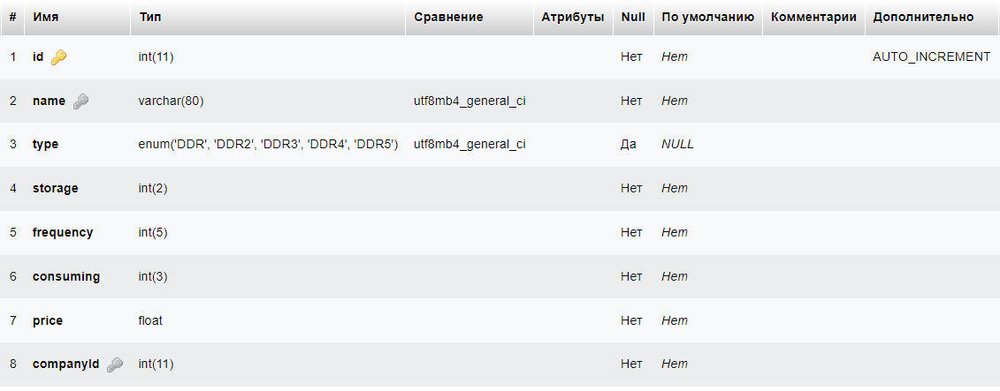 # Имя Тип Сравнение Атрибуты Null По умолчанию Комментарии Дополнительно
1 id int(11) Нет Нет AUTO_INCREMENT
2 name varchar(80) utf8mb4_general_ci Нет Нет
3 type enum('DDR', 'DDR2', 'DDR3', 'DDR4', 'DDR5') utf8mb4_general_ci Да NULL
4 storage int(2) Нет Нет
5 frequency int(5) Нет Нет
6 consuming int(3) Нет Нет
7 price float Нет Нет
8 companyId int(11) Нет Нет